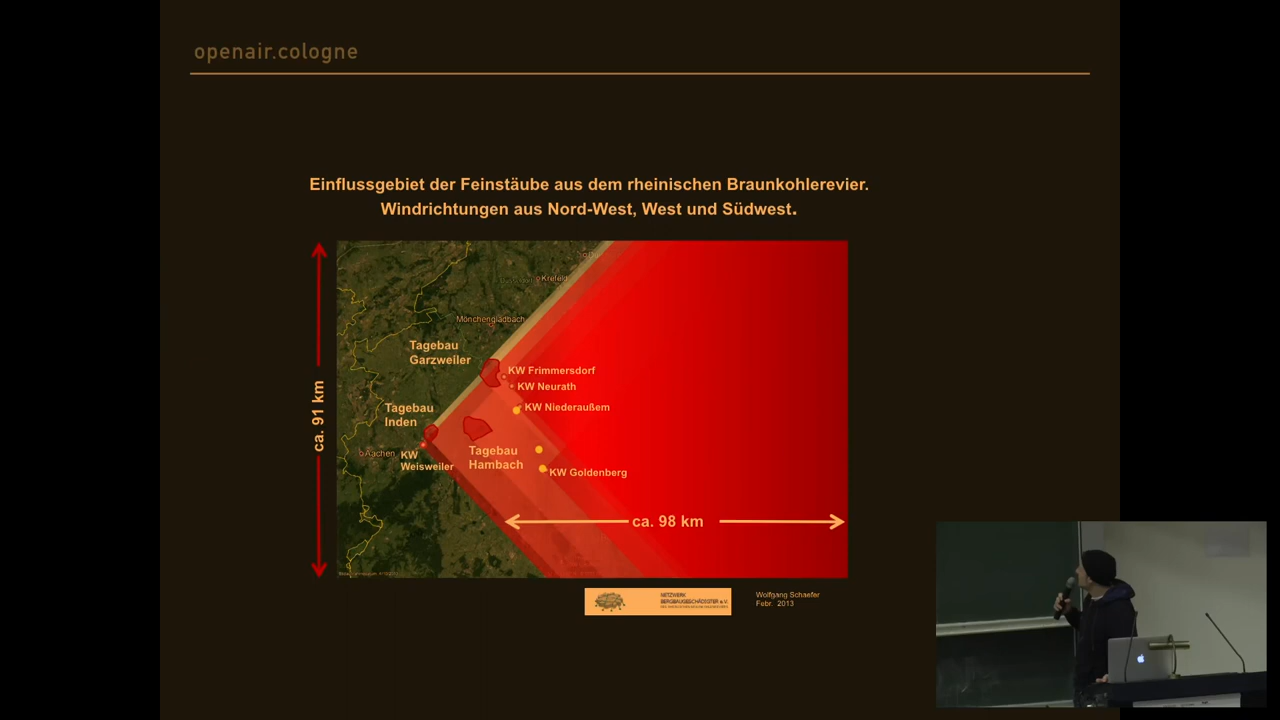 openair.cologne
Einflussgebiet der Feinstäube aus dem rheinischen Braunkohlerevier.
Windrichtungen aus Nord-West, West und Südwest.
Krefeld
Mönchengladbach
Tagebau
Garzweiler
KW Frimmersdorf
KW Neurath
KW Niederaußem
Tagebau
Inden
Aachen
KW
Weisweiler
Tagebau
Hambach
KW Goldenberg
ca. 91 km
ca. 98 km
NETZWERK
BERGBAUGESCHÄDIGTER e.V.
Wolfgang Schaefer
Febr. 2013